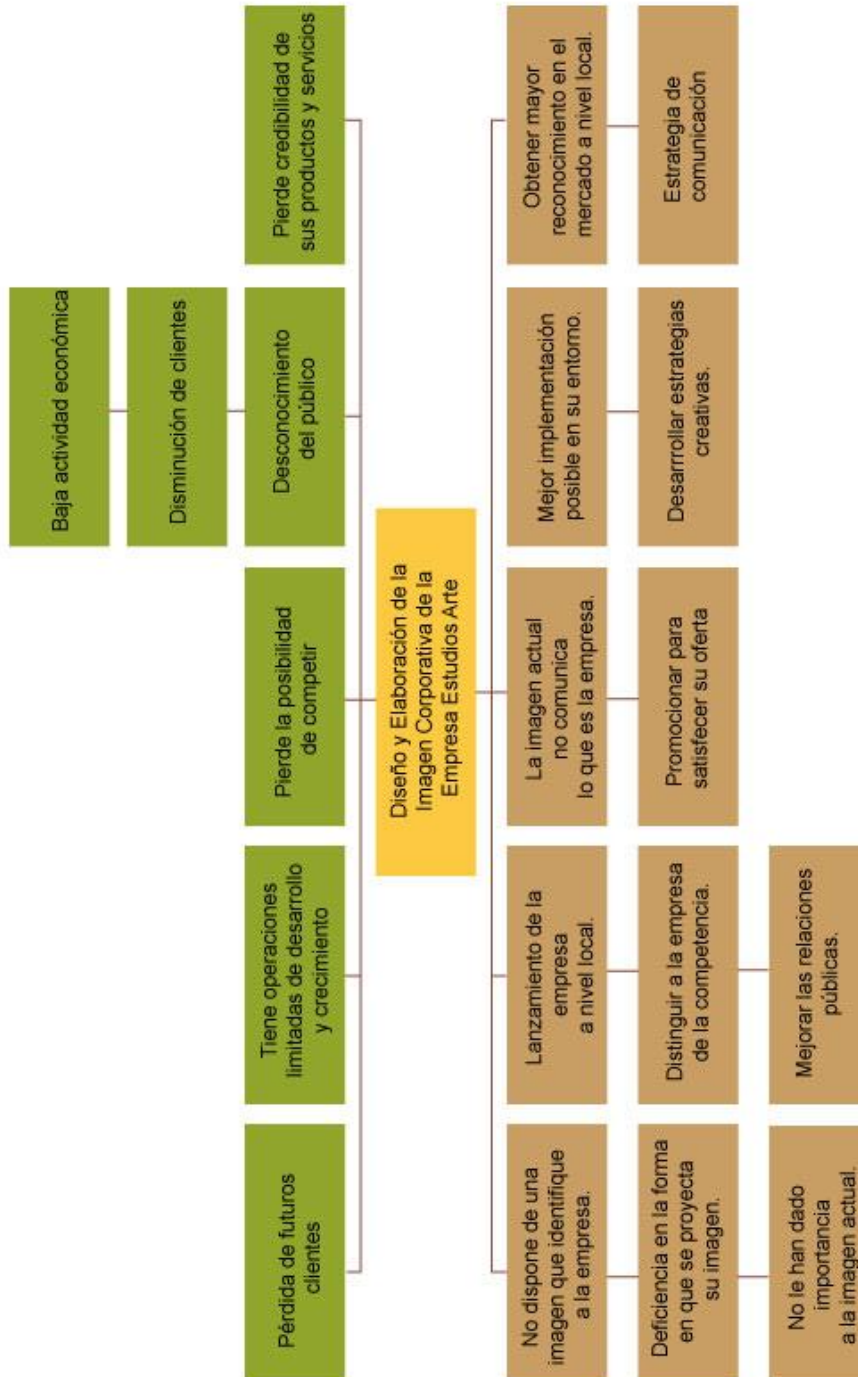 Baja actividad económica
Disminución de clientes
Pérdida de futuros
clientes
Tiene operaciones
limitadas de desarrollo
y crecimiento
Pierde la posibilidad
de competir
Desconocimiento
del público
Pierde credibilidad de
sus productos y servicios
Diseño y Elaboración de la
Imagen Corporativa de la
Empresa Estudios Arte
No dispone de una
imagen que identifique
a la empresa.
Lanzamiento de la
empresa
a nivel local.
La imagen actual
no comunica
lo que es la empresa.
Mejor implementación
posible en su entorno.
Obtener mayor
reconocimiento en el
mercado a nivel local.
Deficiencia en la forma
en que se proyecta
su imagen.
Distinguir a la empresa
de la competencia.
Promocionar para
satisfecer su oferta
Desarrrollar estrategias
creativas.
Estrategia de
comunicación
No le han dado
importancia
a la imagen actual.
Mejorar las relaciones
públicas.